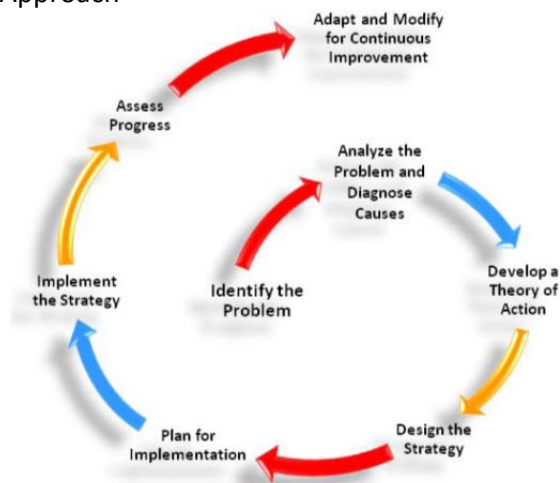 Approach
Adapt and Modify
for Continuous
Improvement
Assess
Progress
Analyze the
Problem and
Diagnose
Causes
Implement
the Strategy
Identify the
Problem
Develop a
Theory of
Action
Design the
Strategy
Plan for
Implementation